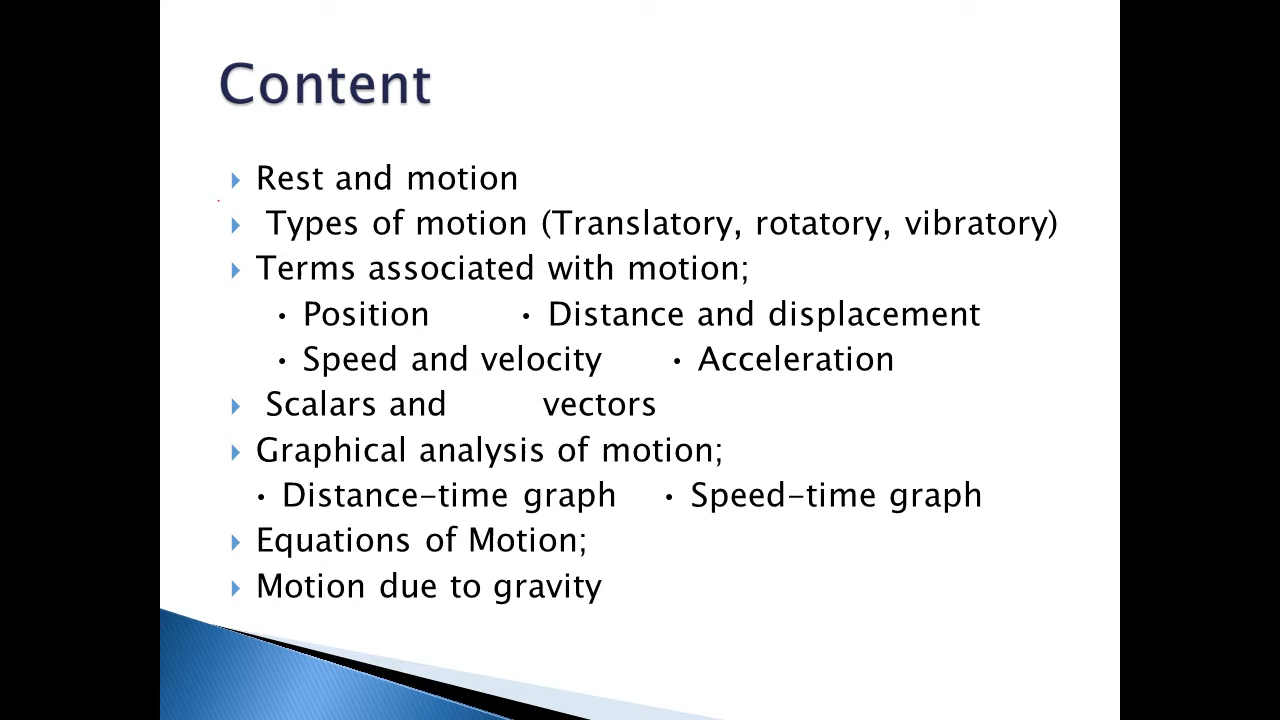 Content
Rest and motion
Types of motion (Translatory, rotatory, vibratory)
Terms associated with motion;
• Position • Distance and displacement
• Speed and velocity • Acceleration
Scalars and vectors
Graphical analysis of motion;
• Distance-time graph • Speed-time graph
Equations of Motion;
Motion due to gravity